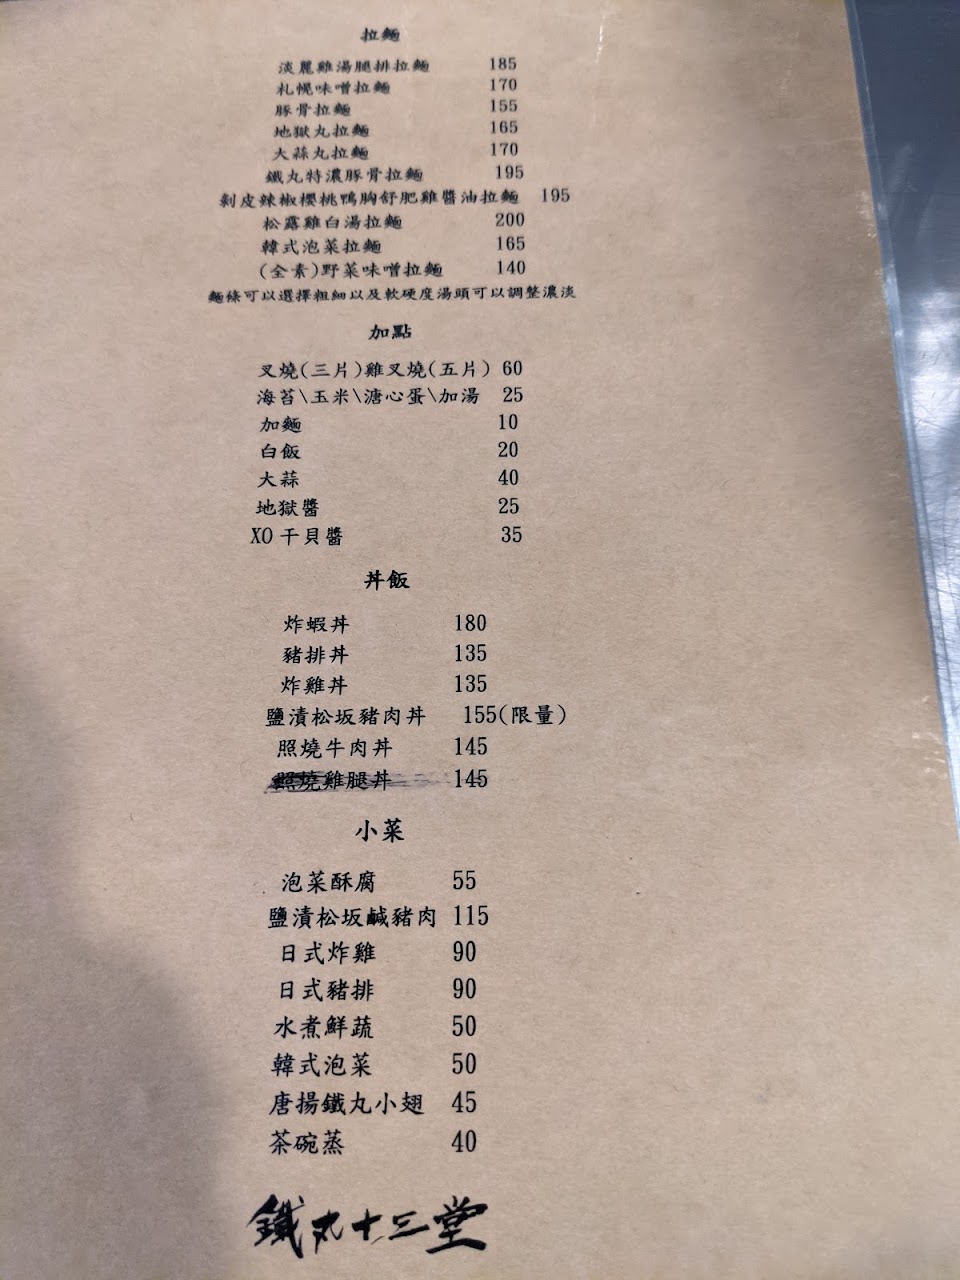 拉麵
淡麗雞湯腿排拉麵 185
札幌味噌拉麵 170
豚骨拉麵 155
地獄丸拉麵 165
大蒜丸拉麵 170
鐵丸特濃豚骨拉麵 195
剝皮辣椒櫻桃鴨胸舒肥雞醬油拉麵 195
松露雞白湯拉麵 200
韓式泡菜拉麵 165
(全素)野菜味噌拉麵 140
麵條可以選擇粗細以及軟硬度湯頭可以調整濃淡
加點
叉燒(三片)雞叉燒(五片) 60
海苔\玉米\溏心蛋\加湯 25
加麵 10
白飯 20
大蒜 40
地獄醬 25
XO干貝醬 35
丼飯
炸蝦丼 180
豬排丼 135
炸雞丼 135
鹽漬松坂豬肉丼 155(限量)
照燒牛肉丼 145
照燒雞腿丼 145
小菜
泡菜酥腐 55
鹽漬松坂鹹豬肉 115
日式炸雞 90
日式豬排 90
水煮鮮蔬 50
韓式泡菜 50
唐揚鐵丸小翅 45
茶碗蒸 40
鐵丸十三堂